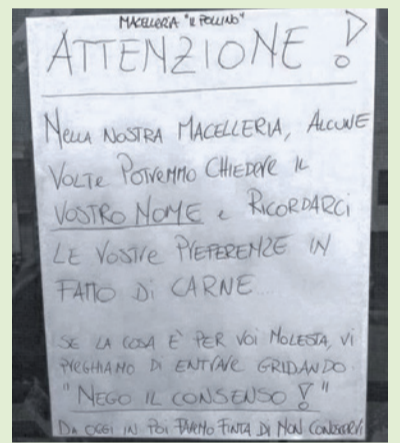 MACELLERIA "IL POLLINO"
ATTENZIONE!
NELLA NOSTRA MACELLERIA, ALCUNE
VOLTE POTREMMO CHIEDERE IL
VOSTRO NOME E RICORDARCI
LE VOSTRE PREFERENZE IN
FATTO DI CARNE...
SE LA COSA È PER VOI MOLESTA, VI
PREGHIAMO DI ENTRARE GRIDANDO
"NEGO IL CONSENSO!"
DA OGGI IN POI FAREMO FINTA DI NON CONOSCERVI